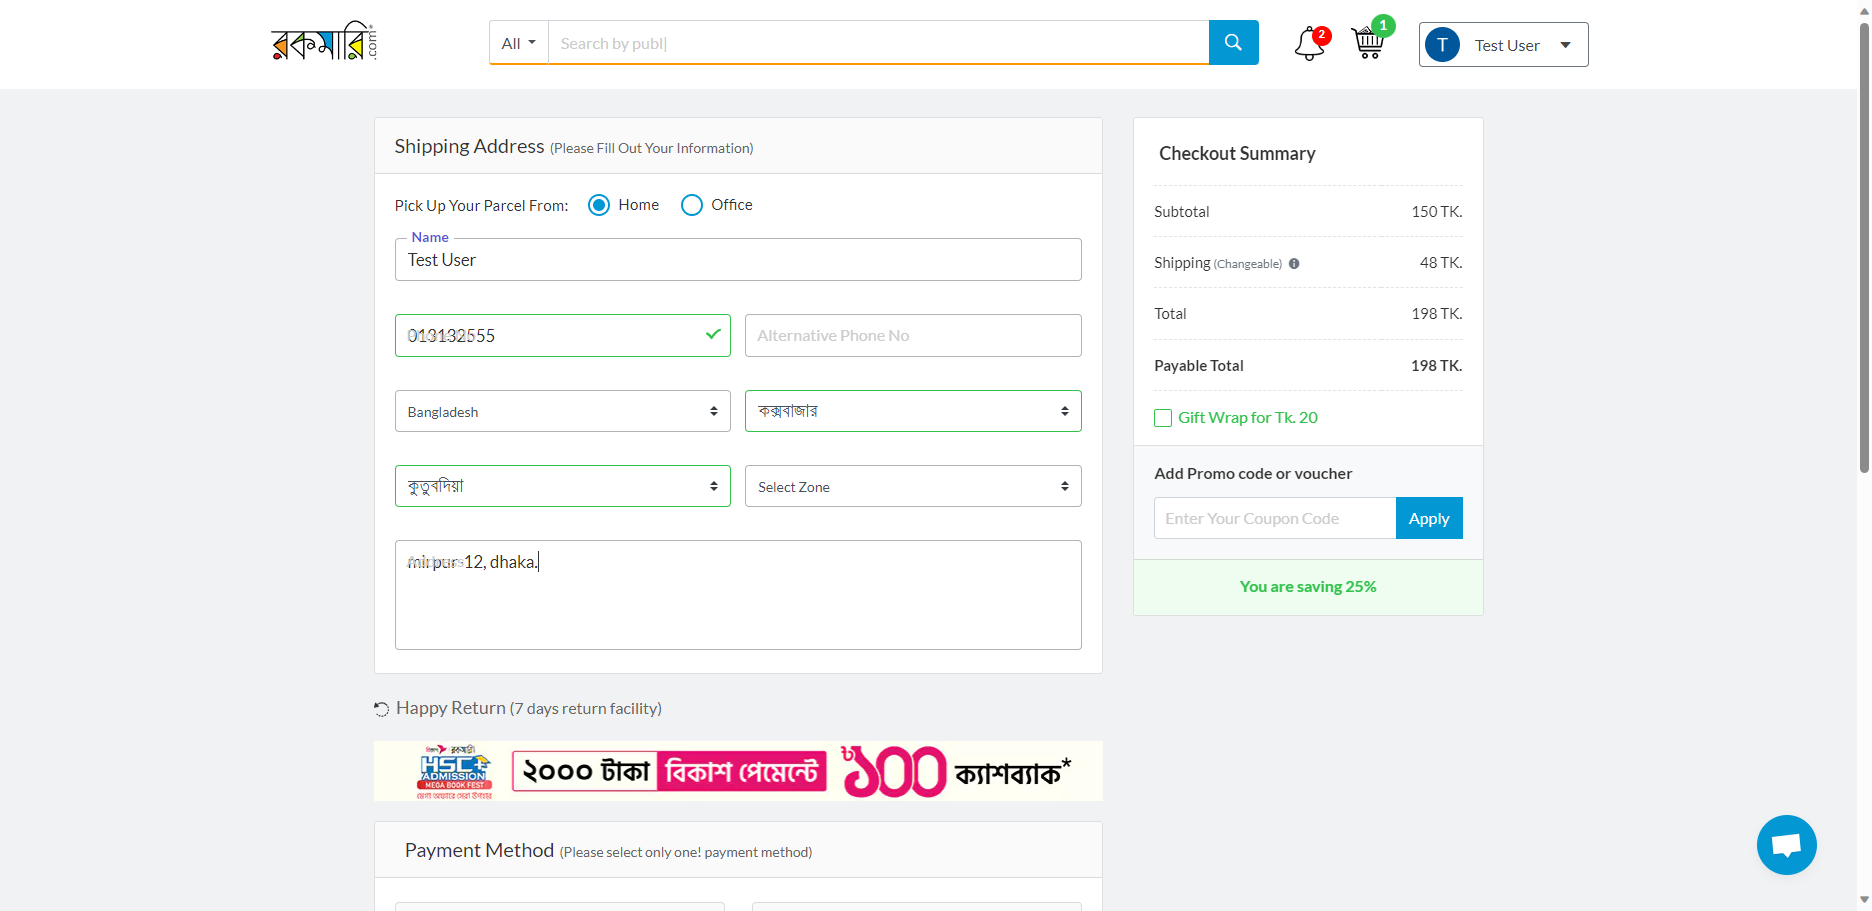 রকমারি.com
All
Search by publ|
2
1
T
Test User
Shipping Address (Please Fill Out Your Information)
Pick Up Your Parcel From:
Home
Office
Name
Test User
013132555
Alternative Phone No
Bangladesh
কক্সবাজার
কুতুবদিয়া
Select Zone
Address
mirpur 12, dhaka.
Happy Return (7 days return facility)
বিকাশ রকমারি
HSC+
ADMISSION
MEGA BOOK FEST
মেগা অফারে সেরা উপহার
২০০০ টাকা বিকাশ পেমেন্টে ৳১০০ ক্যাশব্যাক*
Payment Method (Please select only one! payment method)
Checkout Summary
Subtotal 150 TK.
Shipping (Changeable) 48 TK.
Total 198 TK.
Payable Total 198 TK.
Gift Wrap for Tk. 20
Add Promo code or voucher
Enter Your Coupon Code
Apply
You are saving 25%